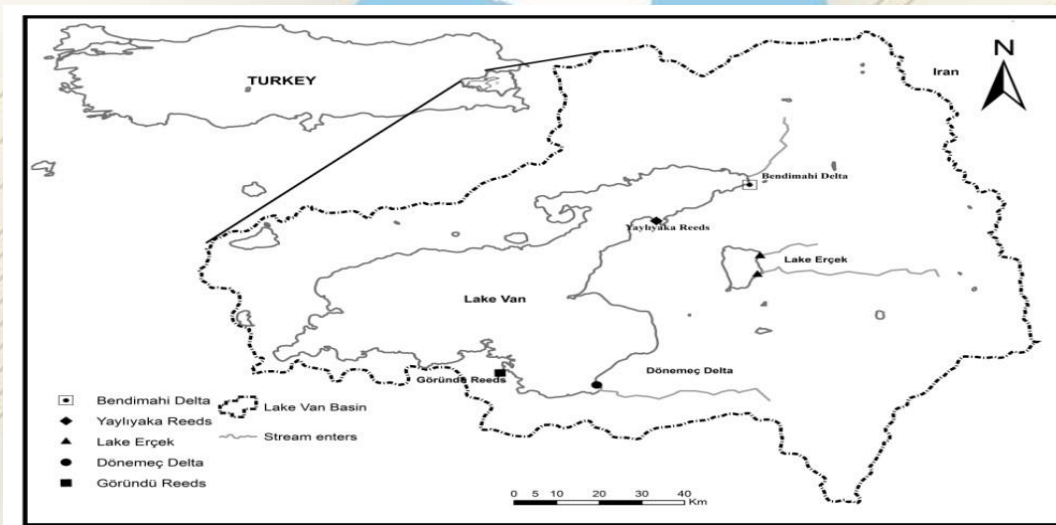 N
TURKEY
Iran
Bendimahi Delta
Yaylıyaka Reeds
Lake Erçek
Lake Van
Dönemeç Delta
Göründü Reeds
Bendimahi Delta
Yaylıyaka Reeds
Lake Erçek
Dönemeç Delta
Göründü Reeds
Lake Van Basin
Stream enters
0 5 10 20 30 40
Km